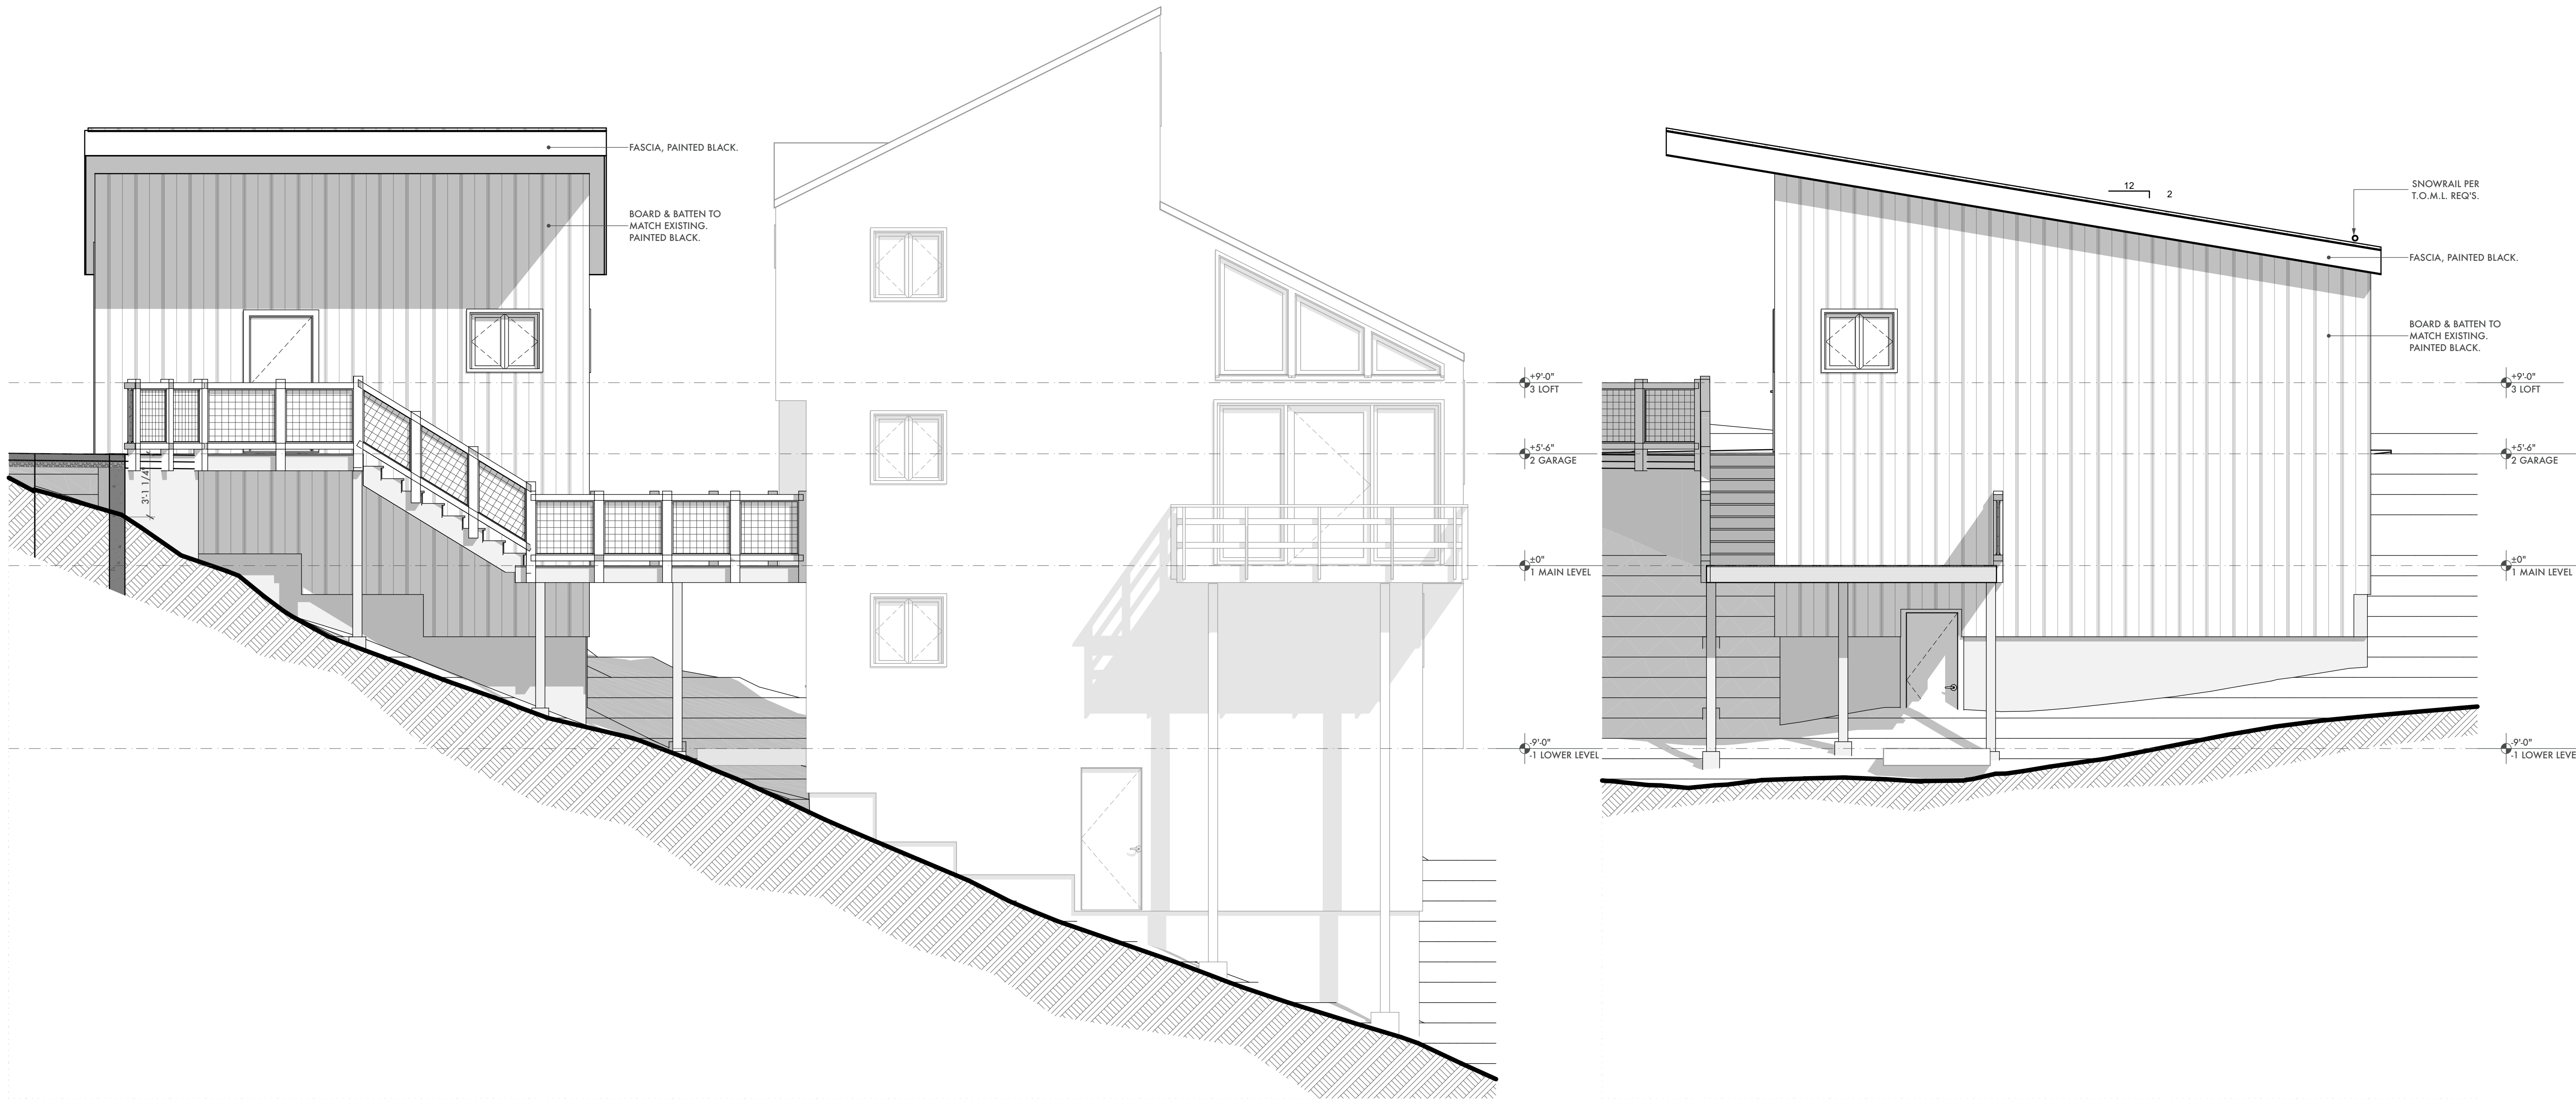 FASCIA, PAINTED BLACK.
BOARD & BATTEN TO
MATCH EXISTING.
PAINTED BLACK.
3'-1 1/4"
+9'-0"
3 LOFT
+5'-6"
2 GARAGE
±0"
1 MAIN LEVEL
-9'-0"
-1 LOWER LEVEL
12
2
SNOWRAIL PER
T.O.M.L. REQ'S.
FASCIA, PAINTED BLACK.
BOARD & BATTEN TO
MATCH EXISTING.
PAINTED BLACK.
+9'-0"
3 LOFT
+5'-6"
2 GARAGE
±0"
1 MAIN LEVEL
-9'-0"
-1 LOWER LEVE